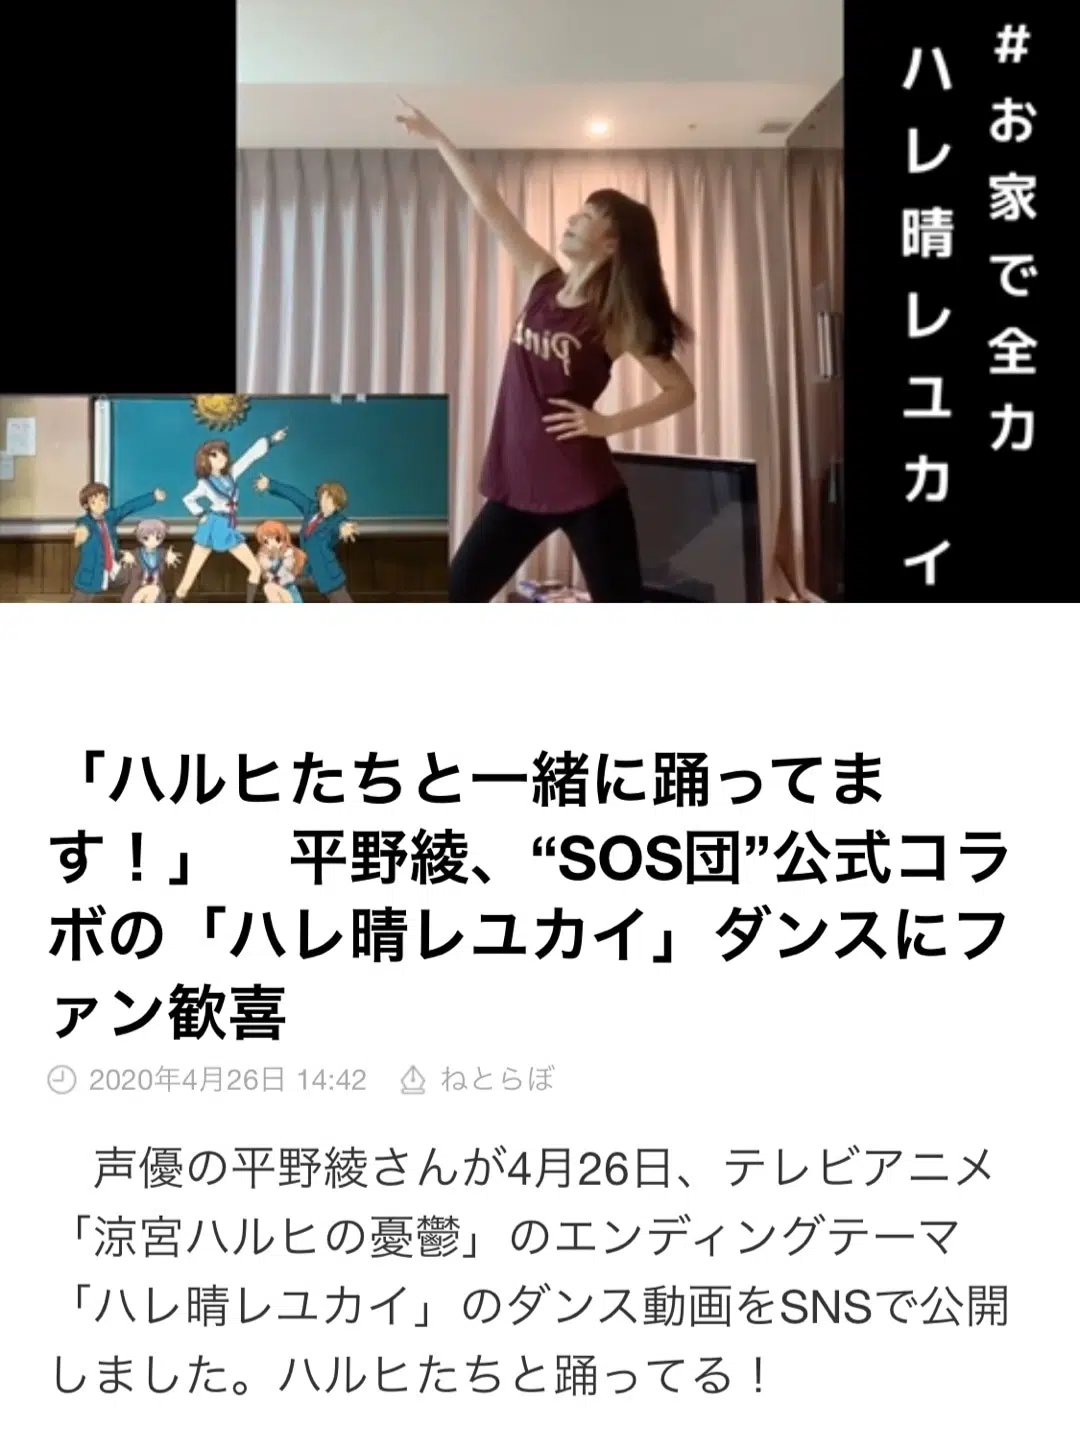 #お家で全力
ハレ晴レユカイ
「ハルヒたちと一緒に踊ってま
す！」　平野綾、“SOS団”公式コラ
ボの「ハレ晴レユカイ」ダンスにフ
ァン歓喜
2020年4月26日 14:42 ねとらぼ
声優の平野綾さんが4月26日、テレビアニメ
「涼宮ハルヒの憂鬱」のエンディングテーマ
「ハレ晴レユカイ」のダンス動画をSNSで公開
しました。ハルヒたちと踊ってる！